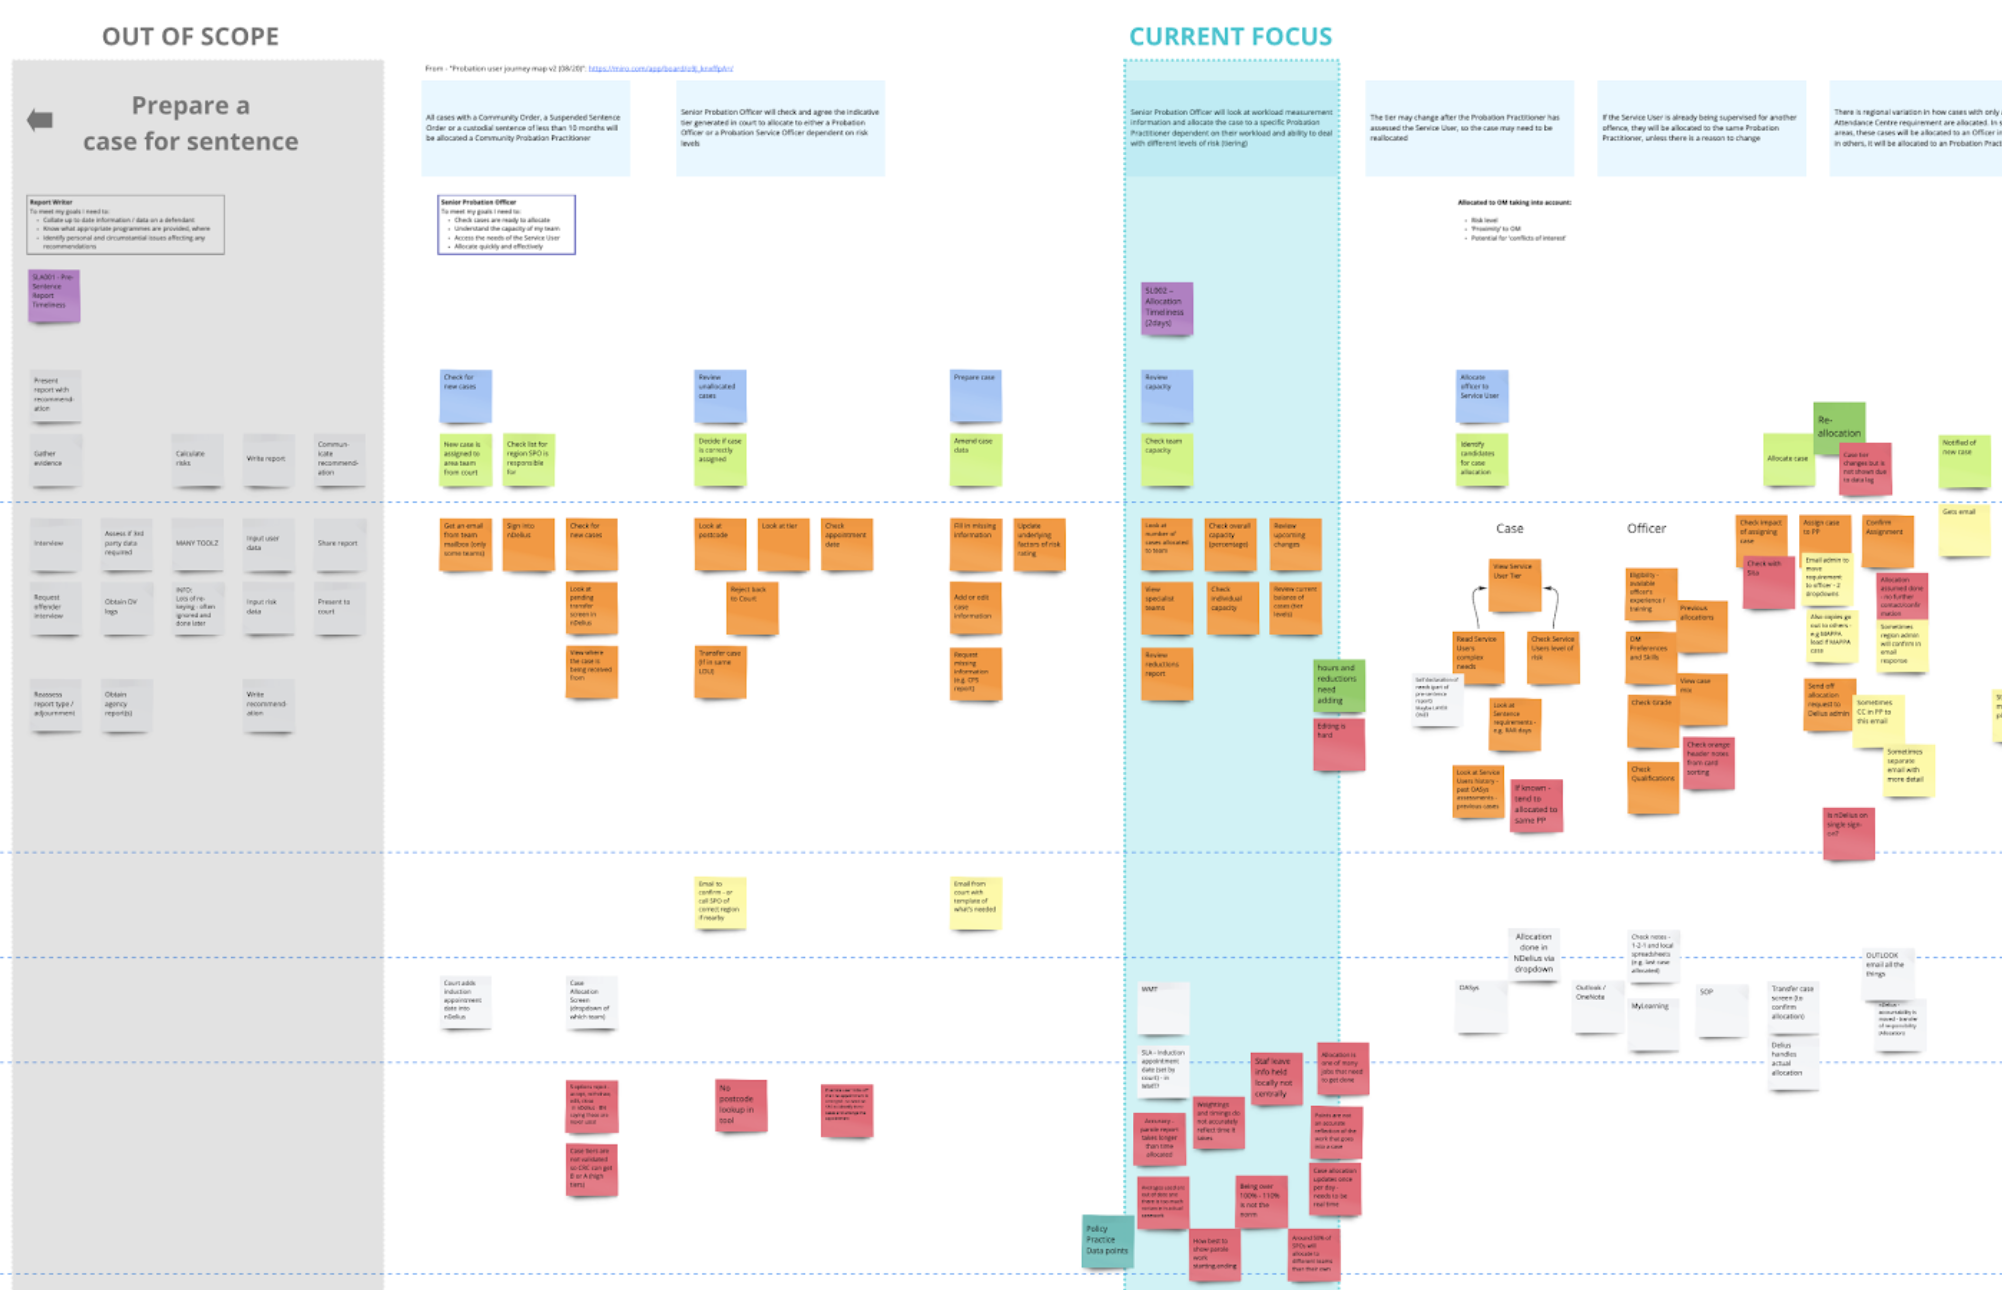 OUT OF SCOPE
CURRENT FOCUS
Prepare a
case for sentence
From - "Probation user journey map v2 (08/20)":
All cases with a Community Order, a Suspended Sentence
Order or a custodial sentence of less than 10 months will
be allocated a Community Probation Practitioner
Senior Probation Officer will check and agree the indicative
tier generated in court to allocate to either a Probation
Officer or a Probation Service Officer dependent on risk
levels
Senior Probation Officer will look at workload measurement
information and allocate the case to a specific Probation
Practitioner dependent on their workload and ability to deal
with different levels of risk (tiering)
The tier may change after the Probation Practitioner has
assessed the Service User, so the case may need to be
reallocated
If the Service User is already being supervised for another
offence, they will be allocated to the same Probation
Practitioner, unless there is a reason to change
There is regional variation in how cases with only
Attendance Centre requirement are allocated. In s
areas, these cases will be allocated to an Officer in
in others, it will be allocated to an Probation Pract
Report Writer
To meet my goals I need to:
Collate up to date information / data on a defendant
Know what appropriate programmes are provided, where
Identify personal and circumstantial issues affecting any
recommendations
Senior Probation Officer
To meet my goals I need to:
Check cases are ready to allocate
Understand the capacity of my team
Access the needs of the Service User
Allocate quickly and effectively
Allocated to OM taking into account:
Risk level
'Proximity' to OM
Potential for 'conflicts of interest'
SLA001 - Pre-
Sentence
Report
Timeliness
SL002 –
Allocation
Timeliness
(2days)
Present
report with
recommend-
ation
Check for
new cases
Review
unallocated
cases
Prepare case
Review
capacity
Allocate
officer to
Service User
Gather
evidence
Calculate
risks
Write report
Commun-
icate
recommend-
ation
New case is
assigned to
area team
from court
Check list for
region SPO is
responsible
for
Decide if case
is correctly
assigned
Amend case
data
Check team
capacity
Identify
candidates
for case
allocation
Allocate case
Re-
allocation
Case tier
changes but is
not shown due
to data lag
Notified of
new case
Interview
Assess if 3rd
party data
required
MANY TOOLZ
Input user
data
Share report
Get an email
from team
mailbox (only
some teams)
Sign into
nDelius
Check for
new cases
Look at
postcode
Look at tier
Check
appointment
date
Fill in missing
information
Update
underlying
factors of risk
rating
Look at
number of
cases allocated
to team
Check overall
capacity
(percentage)
Review
upcoming
changes
Case
Officer
Check impact
of assigning
case
Assign case
to PP
Confirm
Assignment
Gets email
Request
offender
interview
Obtain DV
logs
INFO:
Lots of re-
keying - often
ignored and
done later
Input risk
data
Present to
court
Look at
pending
transfer
screen in
nDelius
Reject back
to Court
Add or edit
case
information
View
specialist
teams
Check
individual
capacity
Review current
balance of
cases (tier
levels)
View Service
User Tier
Eligibility -
available
officer's
experience /
training
Previous
allocations
Check with
Sita
Email admin to
move
requirement
to officer - 2
dropdowns
Allocation
assumed done
- no further
contact/confir
mation
Reassess
report type /
adjournment
Obtain
agency
report(s)
Write
recommend-
ation
View where
the case is
being received
from
Transfer case
(if in same
LDU)
Request
missing
information
(e.g. CPS
report)
Review
reductions
report
hours and
reductions
need
adding
Editing is
hard
Read Service
Users
complex
needs
Check Service
Users level of
risk
Self declaration of
needs (part of
pre-sentence
report)
Look at
Sentence
requirements -
e.g. RAR days
Look at Service
Users history -
past OASys
assessments -
previous cases
If known -
tend to
allocated to
same PP
OM
Preferences
and Skills
View case
mix
Check Grade
Check orange
header notes
from card
sorting
Check
Qualifications
Also copies go
out to others -
e.g MAPPA
lead if MAPPA
case
Sometimes
region admin
will confirm in
email
response
Send off
allocation
request to
Delius admin
Sometimes
CC in PP to
this email
Sometimes
separate
email with
more detail
Is nDelius on
single sign-
on?
Email to
confirm - or
call SPO of
correct region
if nearby
Email from
court with
template of
what's needed
Court adds
induction
appointment
date into
nDelius
Case
Allocation
Screen
(dropdown of
which team)
WMT
Allocation
done in
NDelius via
dropdown
OASys
Outlook /
OneNote
Check notes -
1-2-1 and local
spreadsheets
(e.g. last case
allocated)
MyLearning
SOP
Transfer case
screen (to
confirm
allocation)
OUTLOOK
email all the
things
nDelius -
accountability is
moved - transfer
of responsibility
(Allocation)
Delius
handles
actual
allocation
SLA - Induction
appointment
date (set by
court) - in
WMT?
Staf leave
info held
locally not
centrally
Allocation is
one of many
jobs that need
to get done
No
postcode
lookup in
tool
Case tiers are
not validated
so CRC can get
B or A (high
tiers)
Accuracy -
parole report
takes longer
than time
allocated
Weightings
and timings do
not accurately
reflect time it
takes
Points are not
an accurate
reflection of the
work that goes
into a case
Case allocation
updates once
per day -
needs to be
real time
Being over
100% - 110%
is not the
norm
Policy
Practice
Data points
How best to
show parole
work
starting/ending
Around 50% of
SPOs will
allocate to
different teams
than their own